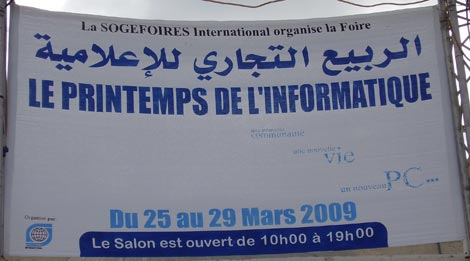 La SOGEFOIRES International organise la Foire
الربيع التجاري للإعلامية
LE PRINTEMPS DE L'INFORMATIQUE
une nouvelle
communauté
une nouvelle
vie
un nouveau PC...
Organisé par:
Du 25 au 29 Mars 2009
Le Salon est ouvert de 10h00 à 19h00